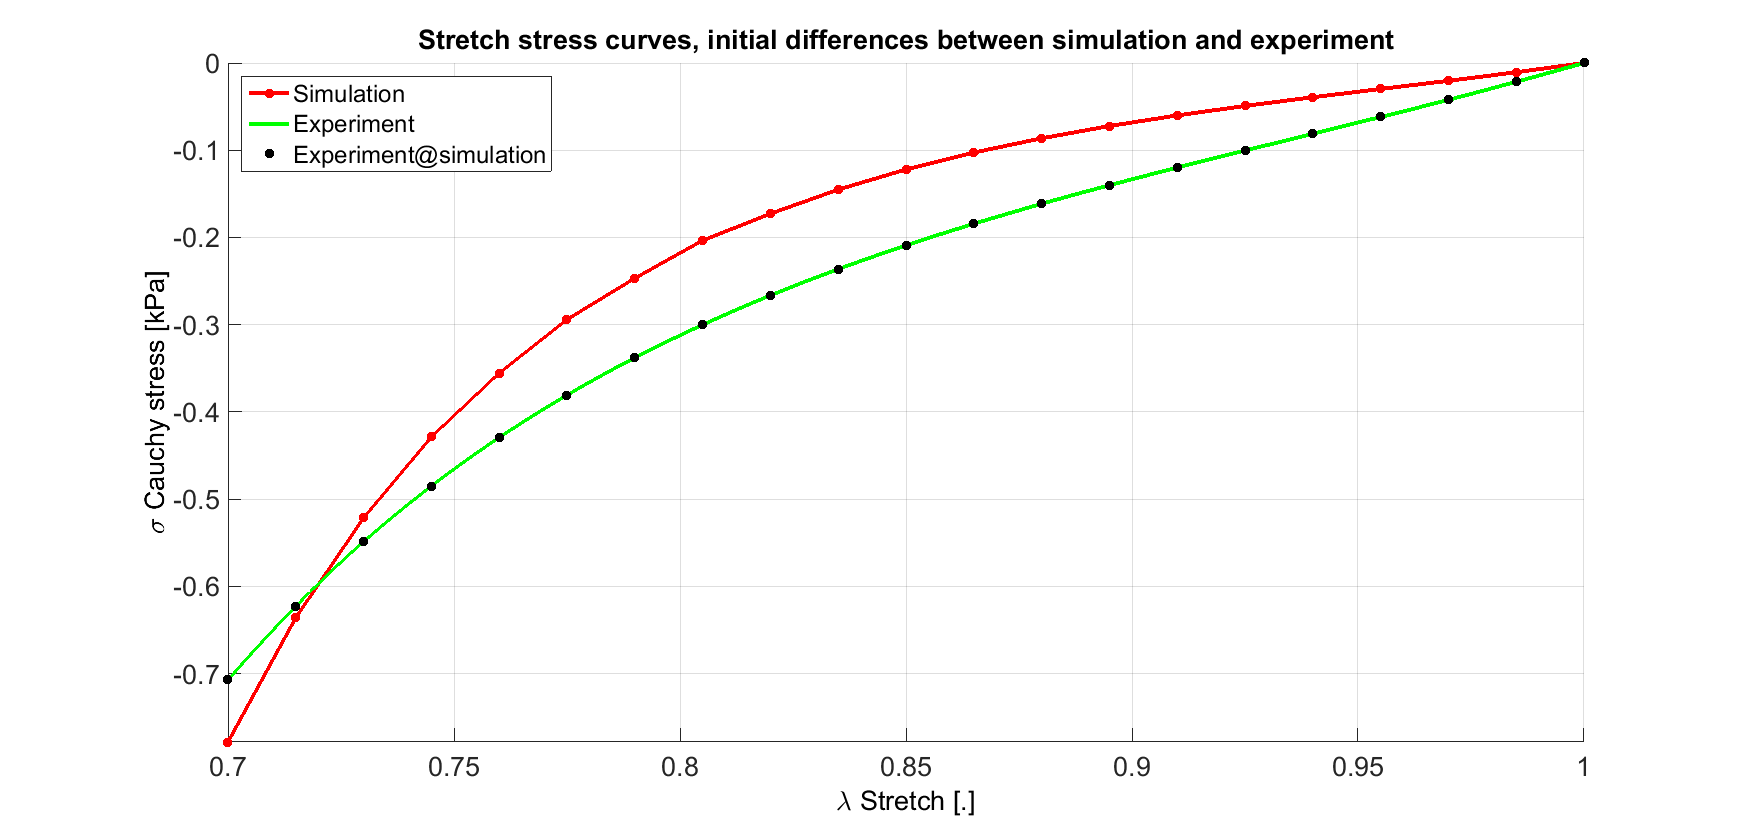 Stretch stress curves, initial differences between simulation and experiment
Simulation
Experiment
Experiment@simulation
σ Cauchy stress [kPa]
0
-0.1
-0.2
-0.3
-0.4
-0.5
-0.6
-0.7
0.7 0.75 0.8 0.85 0.9 0.95 1
λ Stretch [.]